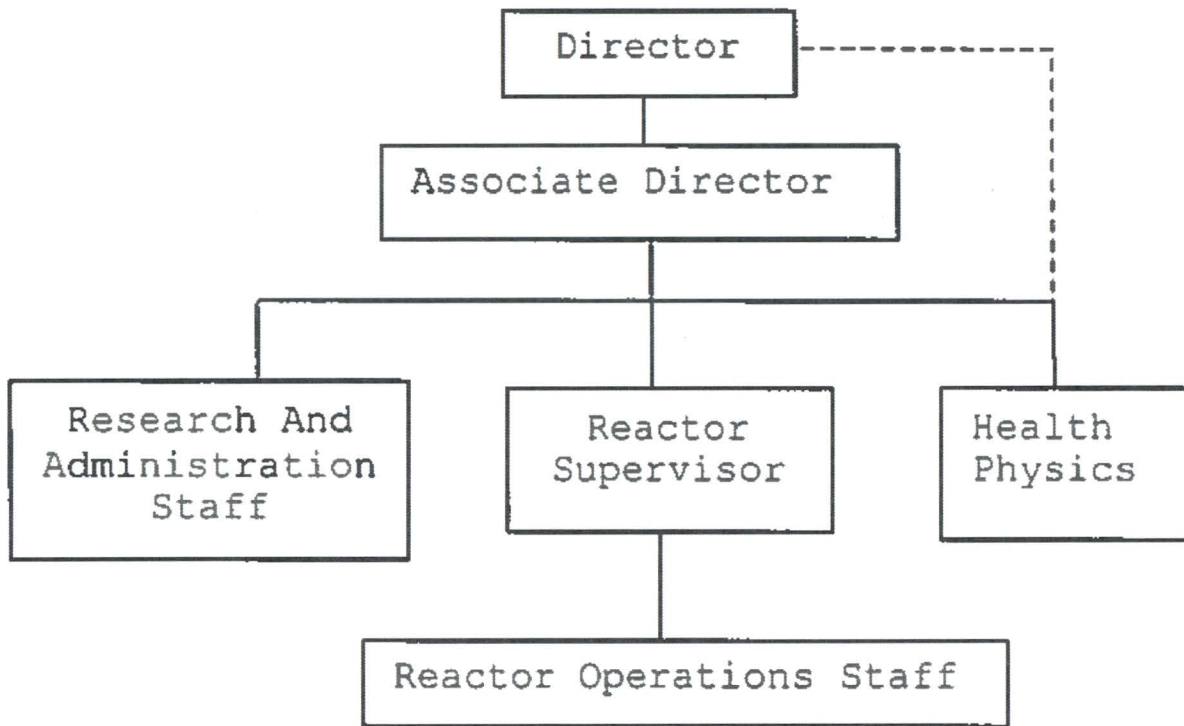 Director
Associate Director
Research And
Administration
Staff
Reactor
Supervisor
Health
Physics
Reactor Operations Staff